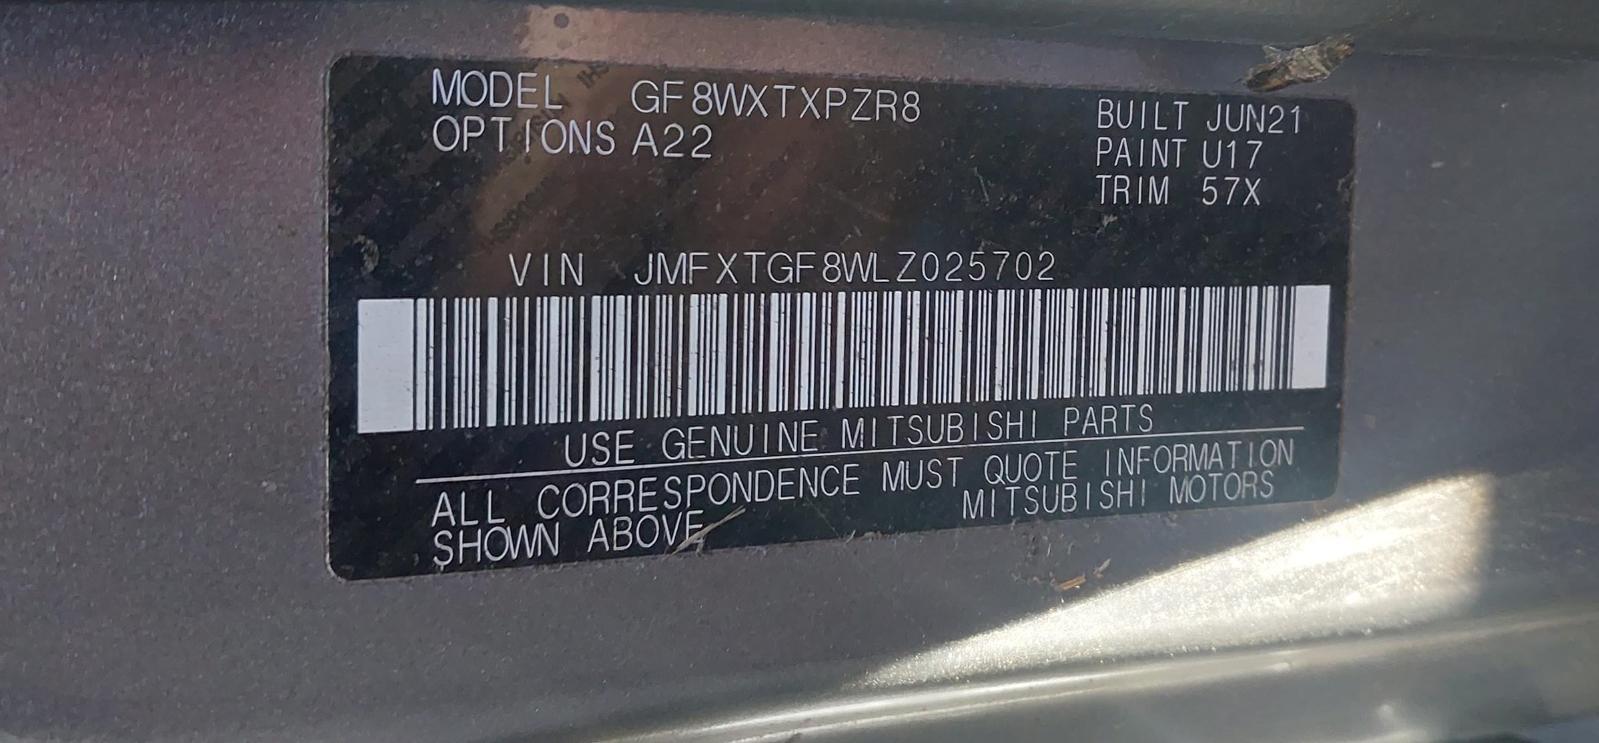 MODEL GF8WXTXPZR8
OPTIONS A22
BUILT JUN21
PAINT U17
TRIM 57X
VIN JMFXTGF8WLZ025702
USE GENUINE MITSUBISHI PARTS
ALL CORRESPONDENCE MUST QUOTE INFORMATION
SHOWN ABOVE
MITSUBISHI MOTORS